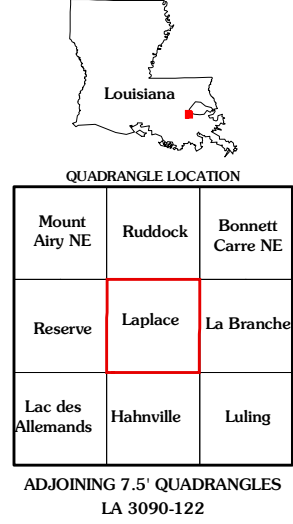 Louisiana
QUADRANGLE LOCATION
Mount
Airy NE
Ruddock
Bonnett
Carre NE
Reserve
Laplace
La Branche
Lac des
Allemands
Hahnville
Luling
ADJOINING 7.5' QUADRANGLES
LA 3090-122